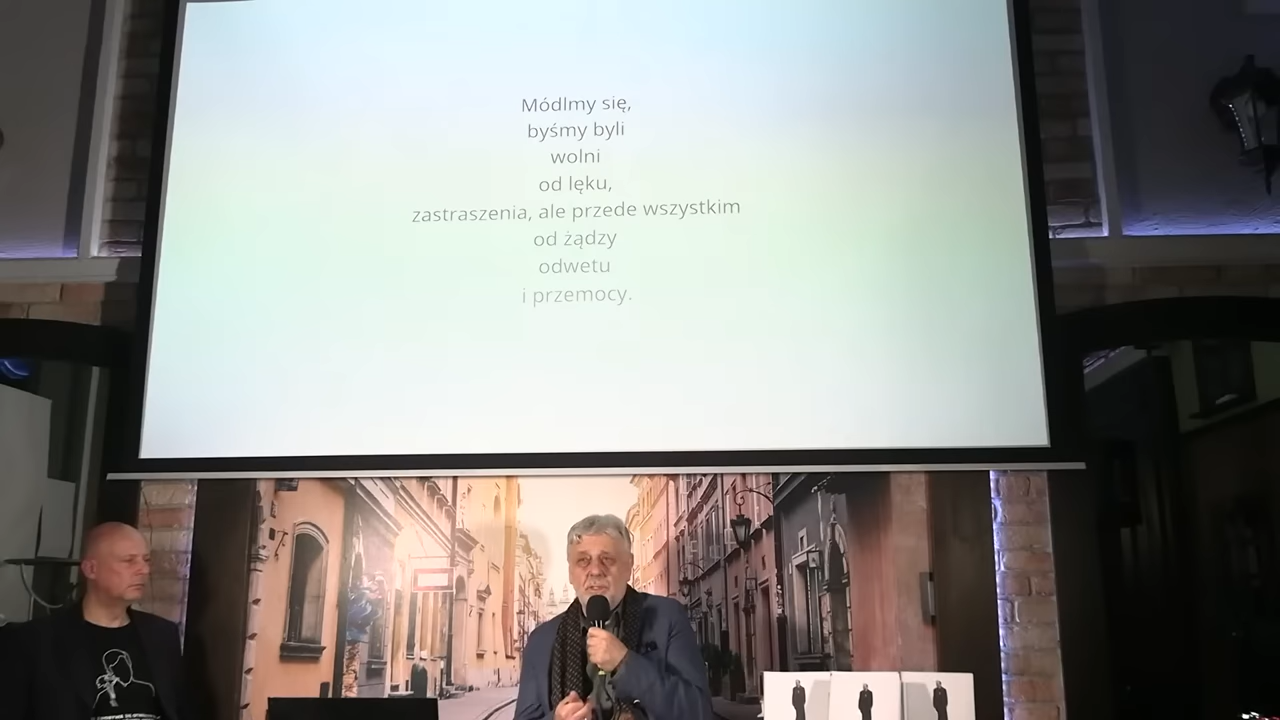 Módlmy się,
byśmy byli
wolni
od lęku,
zastraszenia, ale przede wszystkim
od żądzy
odwetu
i przemocy.